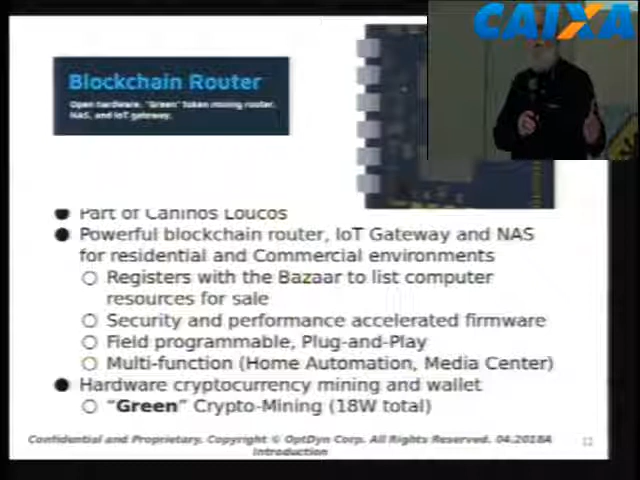 CAIXA
Blockchain Router
Open hardware. "Green" token mining router,
NAS, and IoT gateway.
● Part of Caninos Loucos
● Powerful blockchain router, IoT Gateway and NAS
for residential and Commercial environments
○ Registers with the Bazaar to list computer
resources for sale
○ Security and performance accelerated firmware
○ Field programmable, Plug-and-Play
○ Multi-function (Home Automation, Media Center)
● Hardware cryptocurrency mining and wallet
○ “Green” Crypto-Mining (18W total)
Confidential and Proprietary. Copyright © OptDyn Corp. All Rights Reserved. 04.2018A
Introduction
12